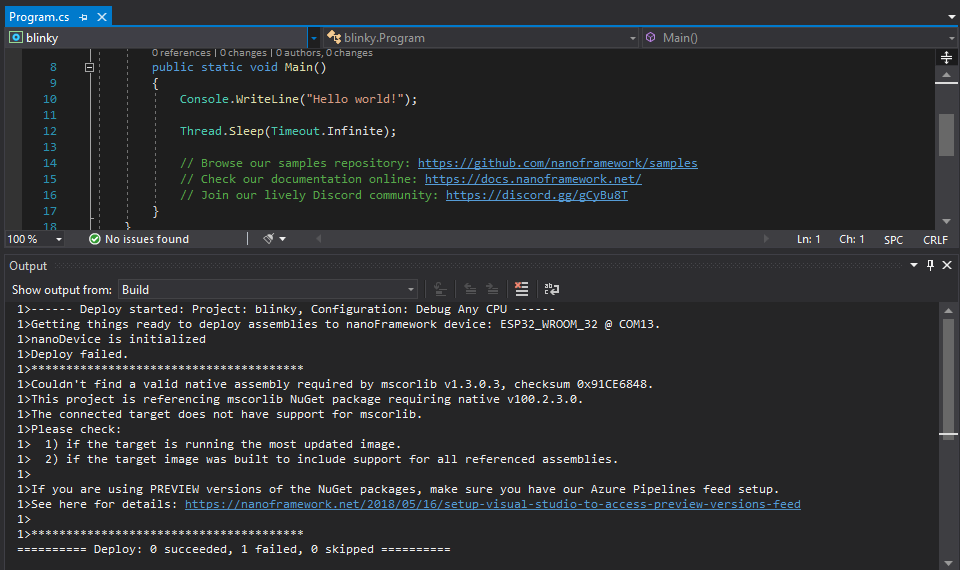 Program.cs
blinky
blinky.Program
Main()
0 references | 0 changes | 0 authors, 0 changes
8 public static void Main()
9 {
10 Console.WriteLine("Hello world!");
11
12 Thread.Sleep(Timeout.Infinite);
13
14 // Browse our samples repository: https://github.com/nanoframework/samples
15 // Check our documentation online: https://docs.nanoframework.net/
16 // Join our lively Discord community: https://discord.gg/gCyBu8T
17 }
18 }
100 % No issues found Ln: 1 Ch: 1 SPC CRLF
Output
Show output from: Build
1>------ Deploy started: Project: blinky, Configuration: Debug Any CPU ------
1>Getting things ready to deploy assemblies to nanoFramework device: ESP32_WROOM_32 @ COM13.
1>nanoDevice is initialized
1>Deploy failed.
1>***************************************
1>Couldn't find a valid native assembly required by mscorlib v1.3.0.3, checksum 0x91CE6848.
1>This project is referencing mscorlib NuGet package requiring native v100.2.3.0.
1>The connected target does not have support for mscorlib.
1>Please check:
1>  1) if the target is running the most updated image.
1>  2) if the target image was built to include support for all referenced assemblies.
1>
1>If you are using PREVIEW versions of the NuGet packages, make sure you have our Azure Pipelines feed setup.
1>See here for details: https://nanoframework.net/2018/05/16/setup-visual-studio-to-access-preview-versions-feed
1>
1>***************************************
========== Deploy: 0 succeeded, 1 failed, 0 skipped ==========